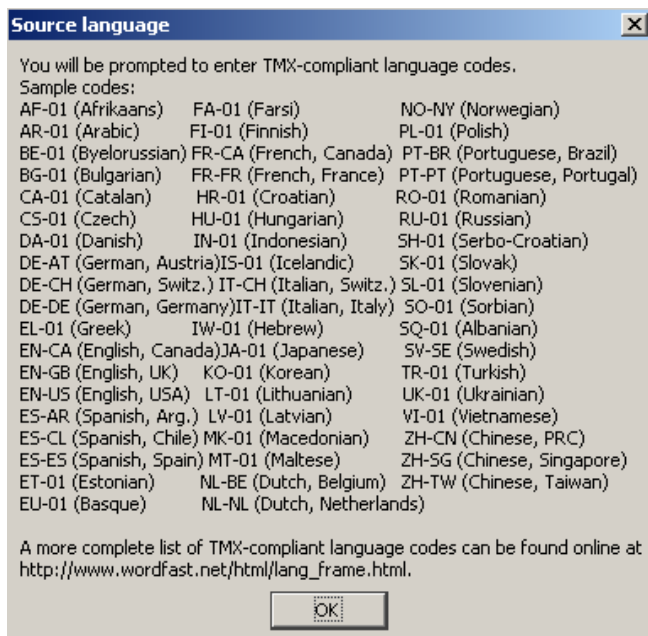 Source language
You will be prompted to enter TMX-compliant language codes.
Sample codes:
AF-01 (Afrikaans) FA-01 (Farsi) NO-NY (Norwegian)
AR-01 (Arabic) FI-01 (Finnish) PL-01 (Polish)
BE-01 (Byelorussian) FR-CA (French, Canada) PT-BR (Portuguese, Brazil)
BG-01 (Bulgarian) FR-FR (French, France) PT-PT (Portuguese, Portugal)
CA-01 (Catalan) HR-01 (Croatian) RO-01 (Romanian)
CS-01 (Czech) HU-01 (Hungarian) RU-01 (Russian)
DA-01 (Danish) IN-01 (Indonesian) SH-01 (Serbo-Croatian)
DE-AT (German, Austria)IS-01 (Icelandic) SK-01 (Slovak)
DE-CH (German, Switz.) IT-CH (Italian, Switz.) SL-01 (Slovenian)
DE-DE (German, Germany)IT-IT (Italian, Italy) SO-01 (Sorbian)
EL-01 (Greek) IW-01 (Hebrew) SQ-01 (Albanian)
EN-CA (English, Canada)JA-01 (Japanese) SV-SE (Swedish)
EN-GB (English, UK) KO-01 (Korean) TR-01 (Turkish)
EN-US (English, USA) LT-01 (Lithuanian) UK-01 (Ukrainian)
ES-AR (Spanish, Arg.) LV-01 (Latvian) VI-01 (Vietnamese)
ES-CL (Spanish, Chile) MK-01 (Macedonian) ZH-CN (Chinese, PRC)
ES-ES (Spanish, Spain) MT-01 (Maltese) ZH-SG (Chinese, Singapore)
ET-01 (Estonian) NL-BE (Dutch, Belgium) ZH-TW (Chinese, Taiwan)
EU-01 (Basque) NL-NL (Dutch, Netherlands)
A more complete list of TMX-compliant language codes can be found online at
http://www.wordfast.net/html/lang_frame.html.
OK